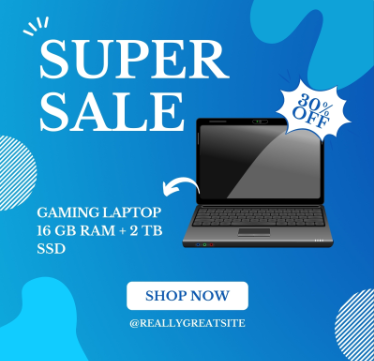 SUPER
SALE
30%
OFF
GAMING LAPTOP
16 GB RAM + 2 TB
SSD
SHOP NOW
@REALLYGREATSITE